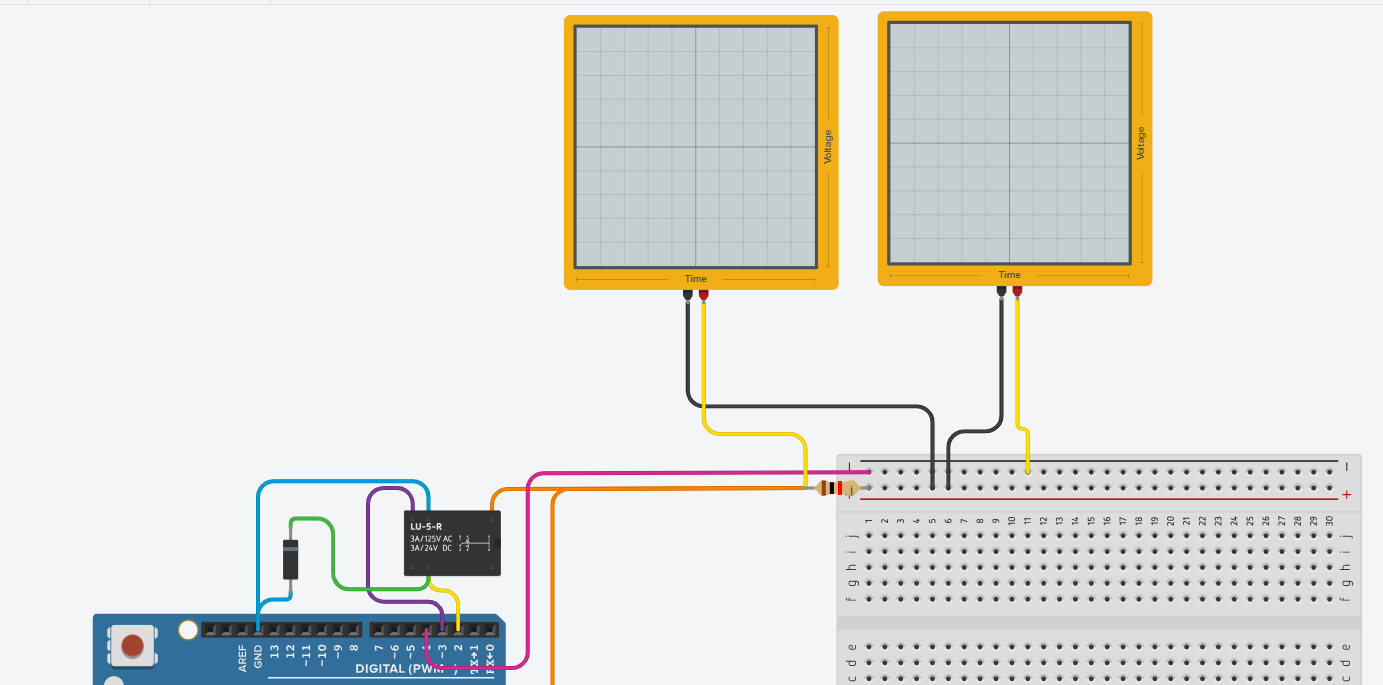 Voltage
Time
Voltage
Time
LU-5-R
3A/125V AC
3A/24V DC
AREF
GND
13
12
~11
~10
~9
8
7
~6
~5
~3
2
TX→1
RX←0
DIGITAL (PWM
1 2 3 4 5 6 7 8 9 10 11 12 13 14 15 16 17 18 19 20 21 22 23 24 25 26 27 28 29 30
j j
i i
h h
g g
f f
e e
d d
c c